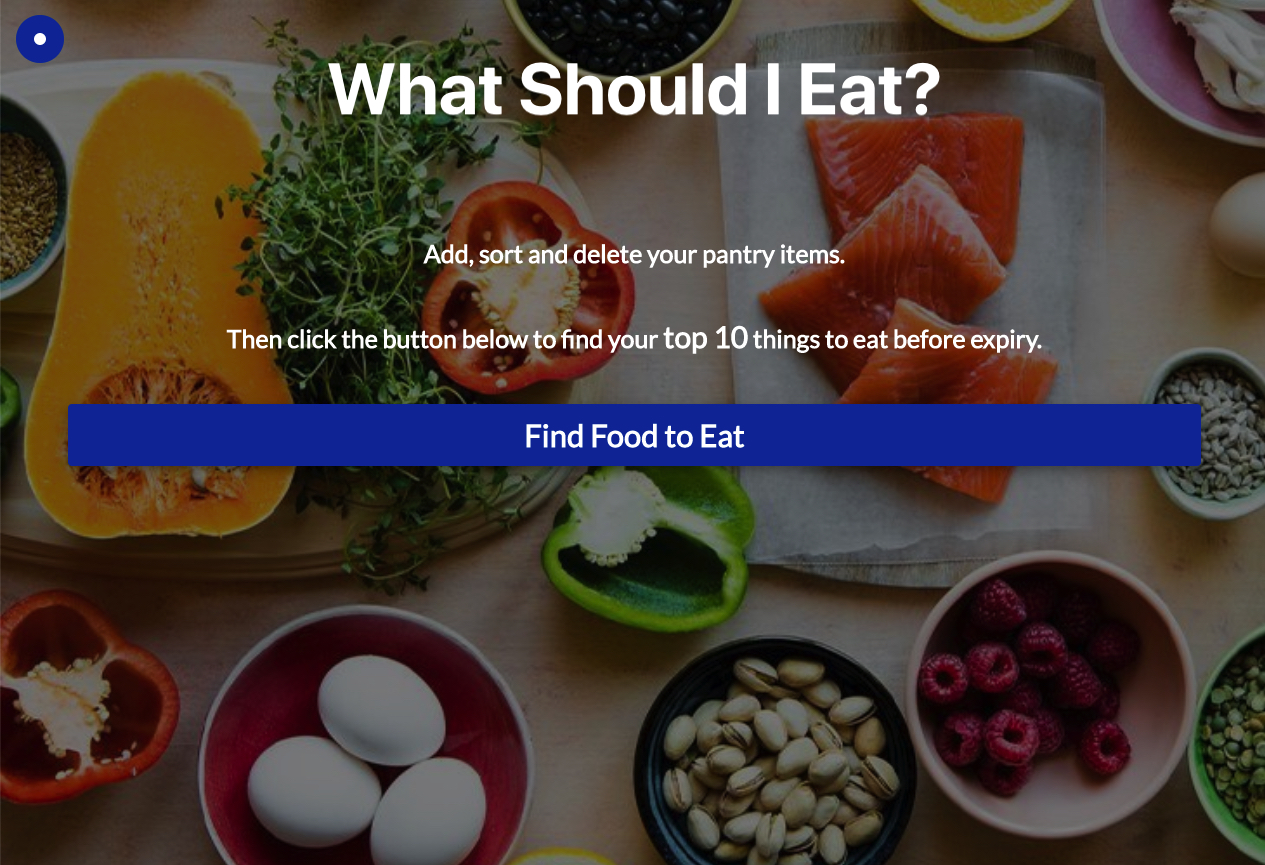 What Should I Eat?
Add, sort and delete your pantry items.
Then click the button below to find your top 10 things to eat before expiry.
Find Food to Eat